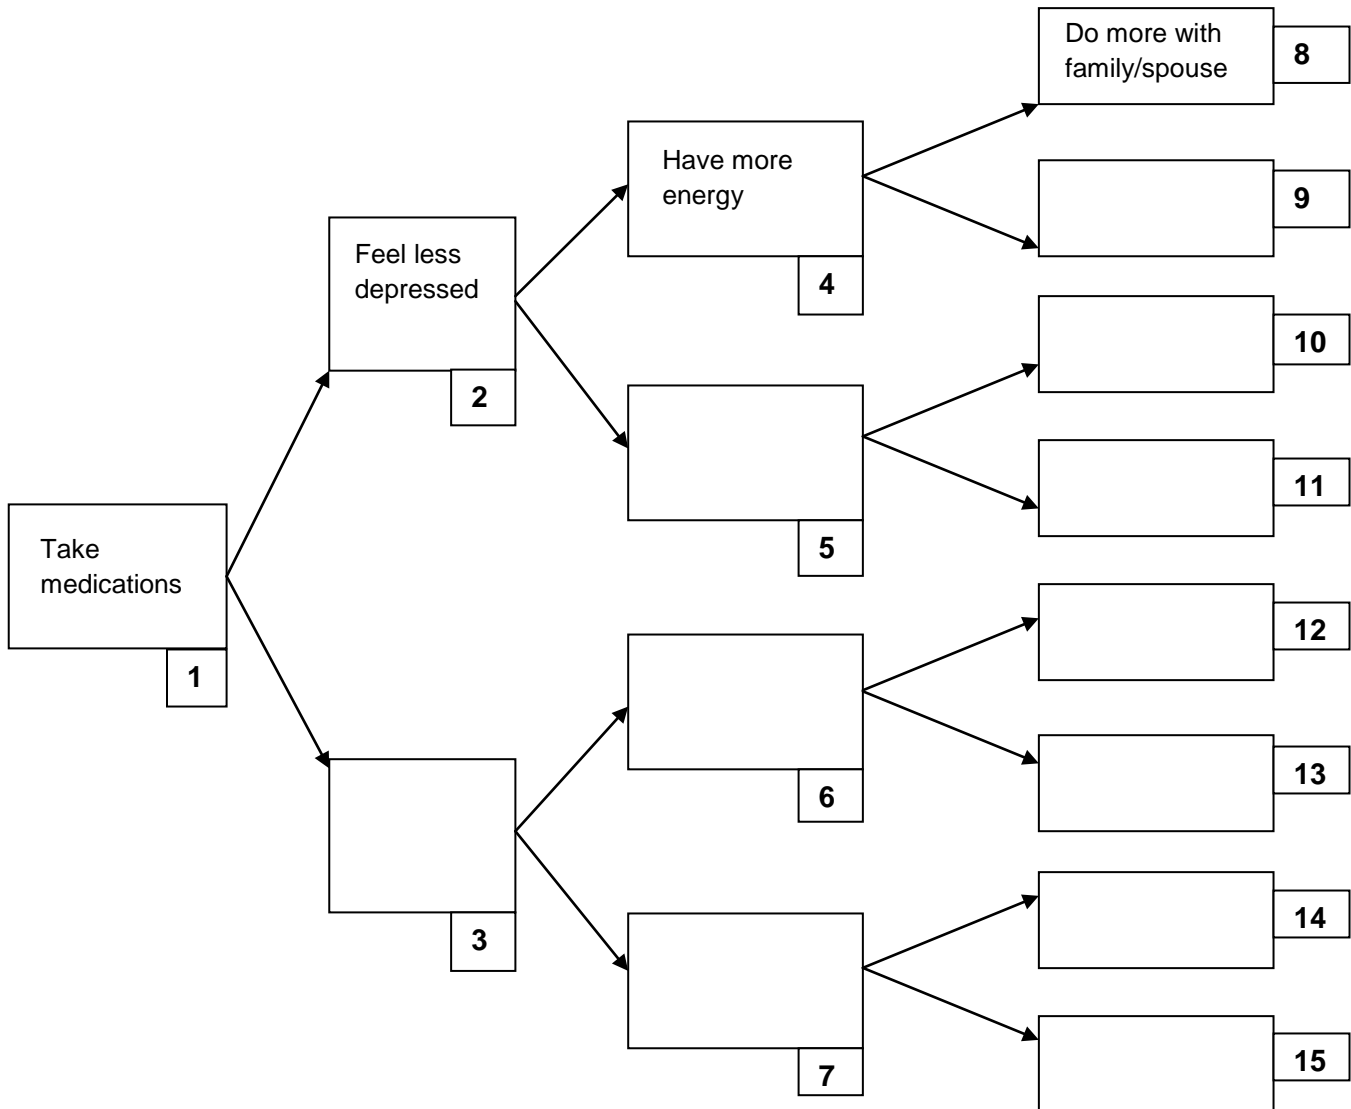 Do more with
family/spouse
8
Have more
energy
9
4
Feel less
depressed
10
2
11
5
Take
medications
12
1
13
6
14
3
15
7